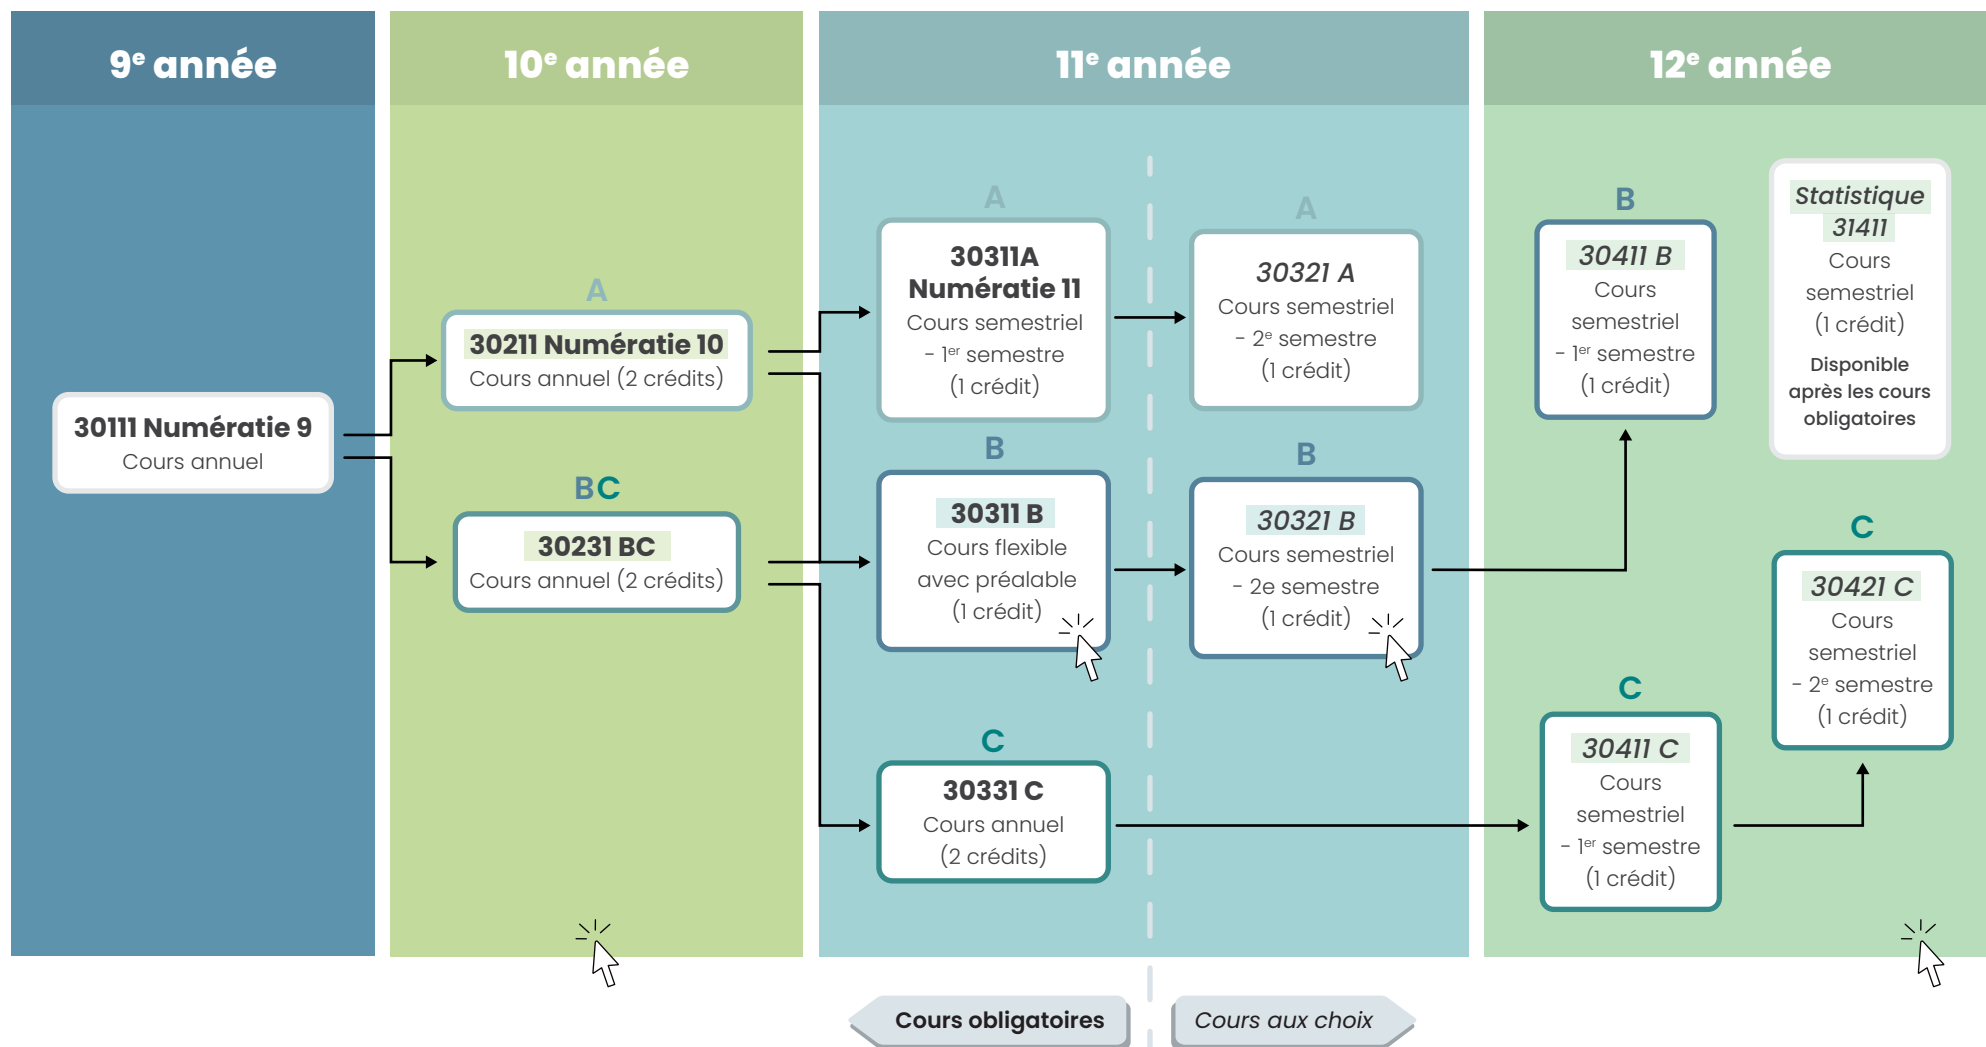 9e année
10e année
11e année
12e année
30111 Numératie 9
Cours annuel
A
30211 Numératie 10
Cours annuel (2 crédits)
BC
30231 BC
Cours annuel (2 crédits)
A
30311A
Numératie 11
Cours semestriel
- 1er semestre
(1 crédit)
B
30311 B
Cours flexible
avec préalable
(1 crédit)
C
30331 C
Cours annuel
(2 crédits)
A
30321 A
Cours semestriel
- 2e semestre
(1 crédit)
B
30321 B
Cours semestriel
- 2e semestre
(1 crédit)
B
30411 B
Cours
semestriel
- 1er semestre
(1 crédit)
Statistique
31411
Cours
semestriel
(1 crédit)
Disponible
après les cours
obligatoires
C
30411 C
Cours
semestriel
- 1er semestre
(1 crédit)
C
30421 C
Cours
semestriel
- 2e semestre
(1 crédit)
Cours obligatoires
Cours aux choix